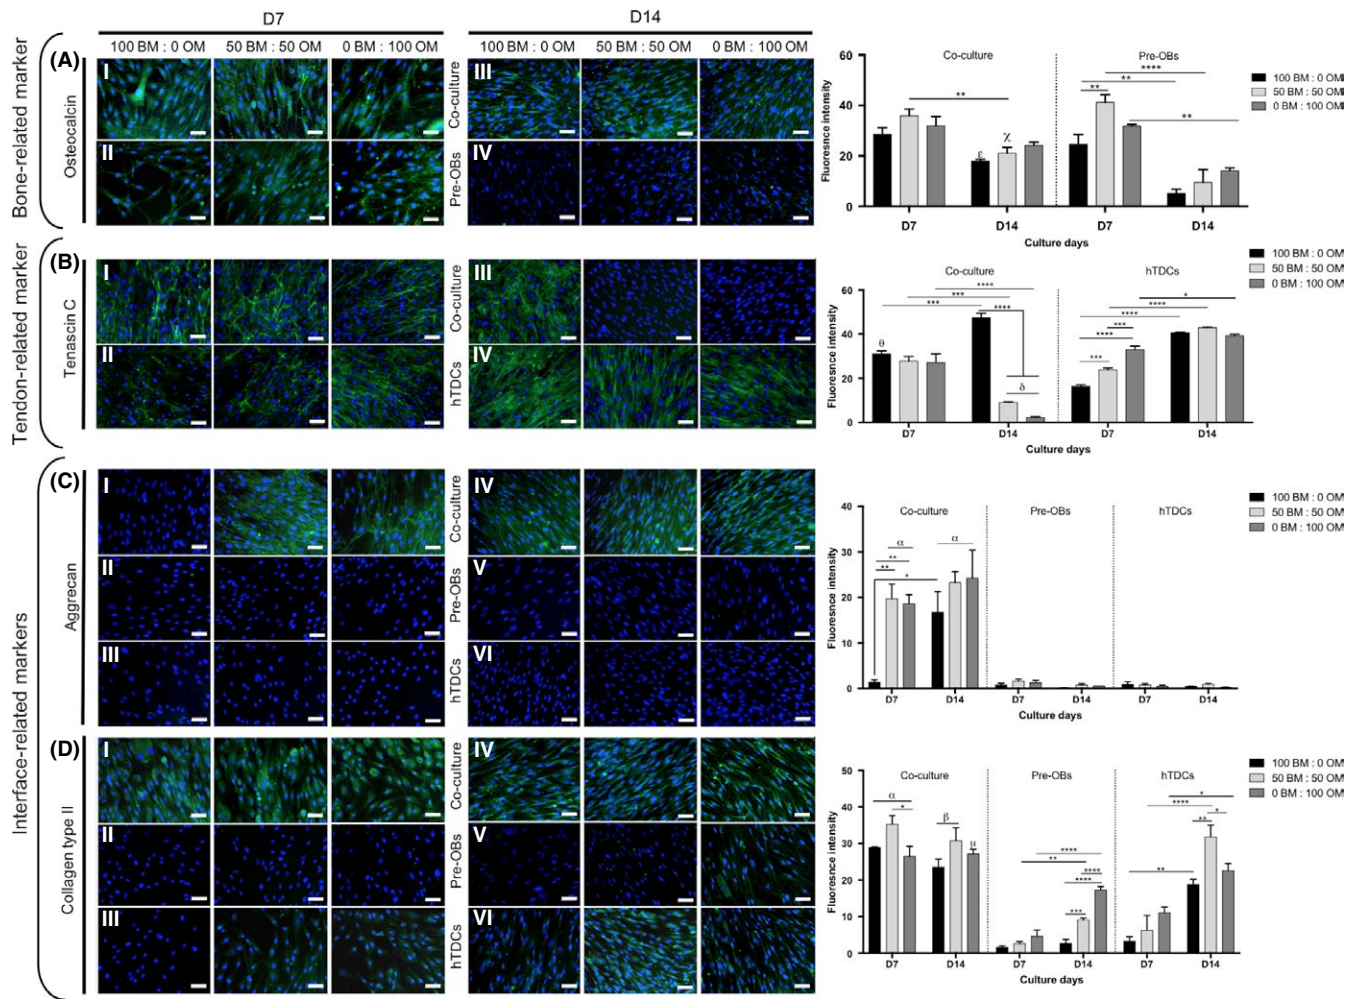 D7 D14
100 BM : 0 OM 50 BM : 50 OM 0 BM : 100 OM 100 BM : 0 OM 50 BM : 50 OM 0 BM : 100 OM
Bone-related marker
(A)
Osteocalcin
I
II
III
IV
Co-culture
Pre-OBs
Co-culture Pre-OBs
60
40
20
0
Fluoresnce intensity
** ** **** ** **
ε χ
D7 D14 D7 D14
Culture days
100 BM : 0 OM
50 BM : 50 OM
0 BM : 100 OM
Tendon-related marker
(B)
Tenascin C
I
II
III
IV
Co-culture
hTDCs
Co-culture hTDCs
60
40
20
0
Fluoresnce intensity
**** *** *** **** * **** **** *** **** ***
θ δ
D7 D14 D7 D14
Culture days
100 BM : 0 OM
50 BM : 50 OM
0 BM : 100 OM
Interface-related markers
(C)
Aggrecan
I
II
III
IV
V
VI
Co-culture
Pre-OBs
hTDCs
Co-culture Pre-OBs hTDCs
40
30
20
10
0
Fluoresnce intensity
α α
** ** *
D7 D14 D7 D14 D7 D14
Culture days
100 BM : 0 OM
50 BM : 50 OM
0 BM : 100 OM
(D)
Collagen type II
I
II
III
IV
V
VI
Co-culture
Pre-OBs
hTDCs
Co-culture Pre-OBs hTDCs
50
40
30
20
10
0
Fluoresnce intensity
α * β μ
**** ** **** **** ***
* **** * ** **
D7 D14 D7 D14 D7 D14
Culture days
100 BM : 0 OM
50 BM : 50 OM
0 BM : 100 OM